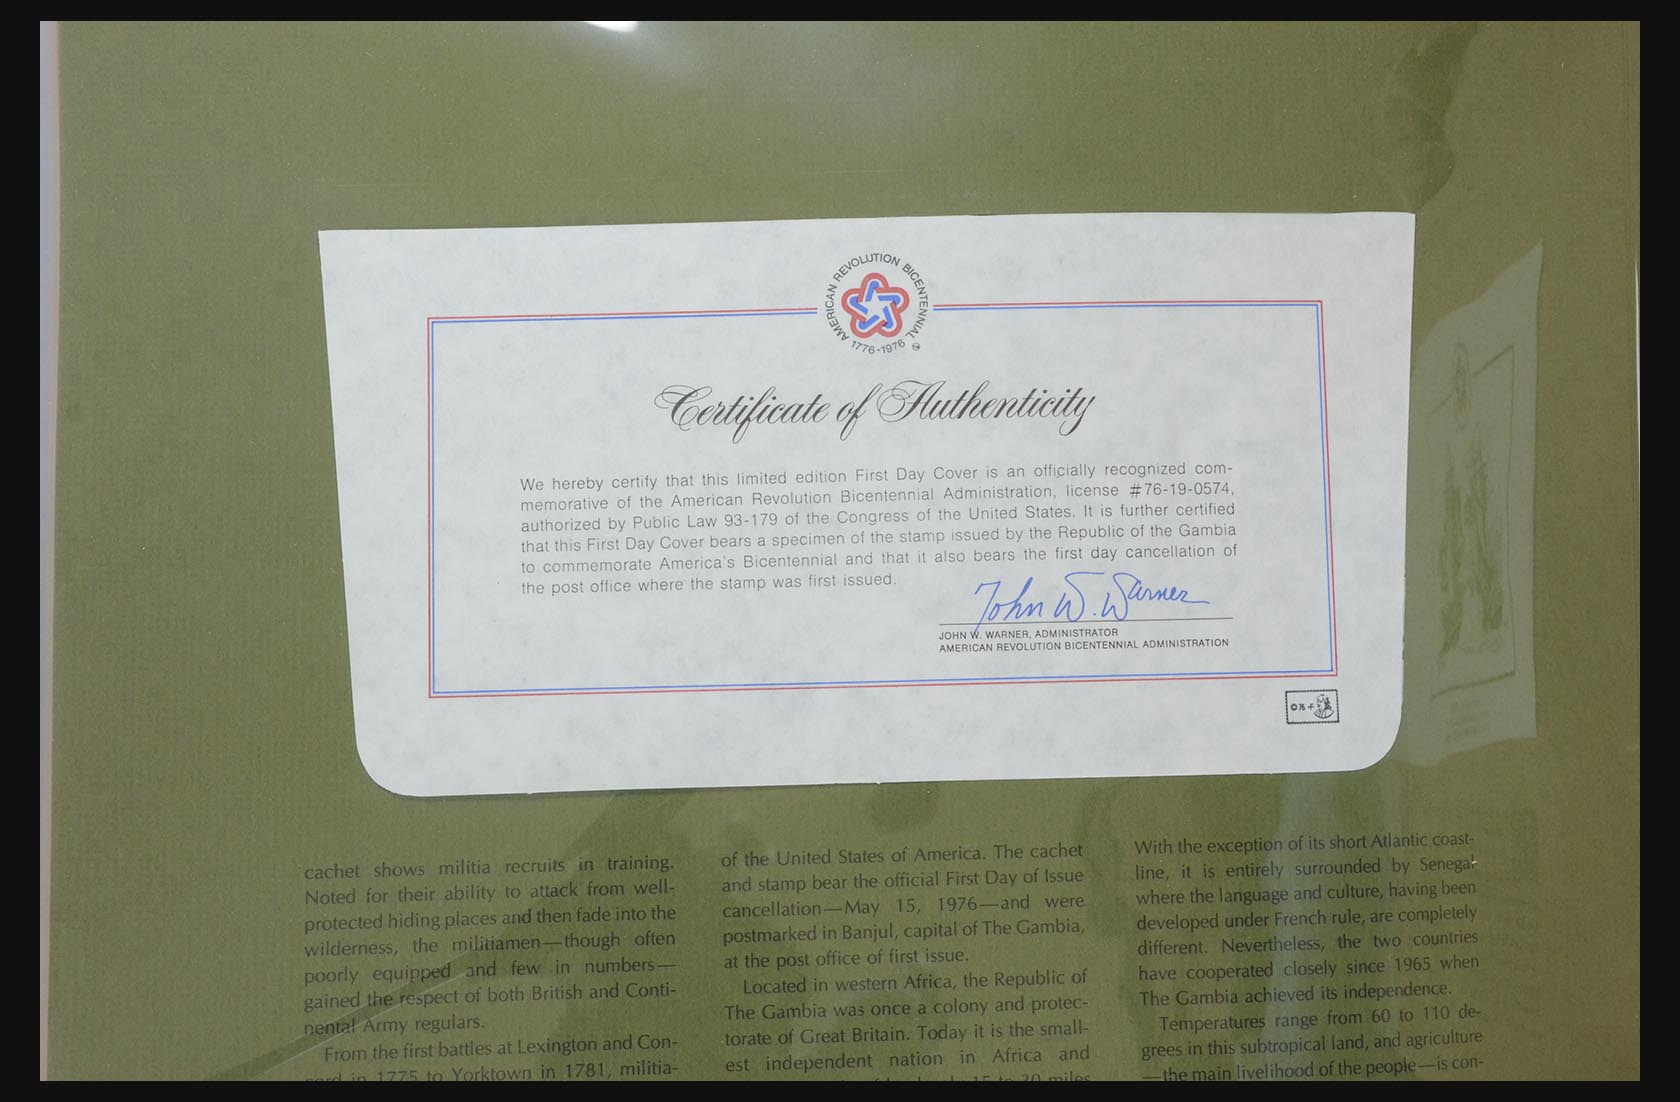 AMERICAN REVOLUTION BICENTENNIAL
1776-1976
Certificate of Authenticity
We hereby certify that this limited edition First Day Cover is an officially recognized com-
memorative of the American Revolution Bicentennial Administration, license #76-19-0574,
authorized by Public Law 93-179 of the Congress of the United States. It is further certified
that this First Day Cover bears a specimen of the stamp issued by the Republic of the Gambia
to commemorate America's Bicentennial and that it also bears the first day cancellation of
the post office where the stamp was first issued.
John W. Warner
JOHN W. WARNER, ADMINISTRATOR
AMERICAN REVOLUTION BICENTENNIAL ADMINISTRATION
cachet shows militia recruits in training.
Noted for their ability to attack from well-
protected hiding places and then fade into the
wilderness, the militiamen—though often
poorly equipped and few in numbers—
gained the respect of both British and Conti-
nental Army regulars.
From the first battles at Lexington and Con-
cord in 1775 to Yorktown in 1781, militia-
of the United States of America. The cachet
and stamp bear the official First Day of Issue
cancellation—May 15, 1976—and were
postmarked in Banjul, capital of The Gambia,
at the post office of first issue.
Located in western Africa, the Republic of
The Gambia was once a colony and protec-
torate of Great Britain. Today it is the small-
est independent nation in Africa and
15 to 20 miles
With the exception of its short Atlantic coast-
line, it is entirely surrounded by Senegal
where the language and culture, having been
developed under French rule, are completely
different. Nevertheless, the two countries
have cooperated closely since 1965 when
The Gambia achieved its independence.
Temperatures range from 60 to 110 de-
grees in this subtropical land, and agriculture
—the main livelihood of the people—is con-